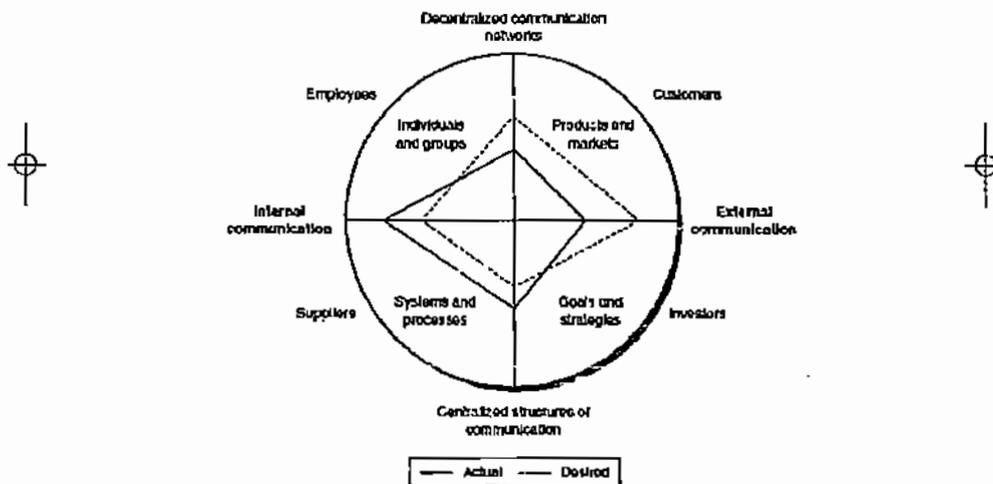 Decentralized communication
networks
Employees
Customers
Individuals
and groups
Products and
markets
Internal
communication
External
communication
Suppliers
Systems and
processes
Goals and
strategies
Investors
Centralized structures of
communication
Actual
Desired